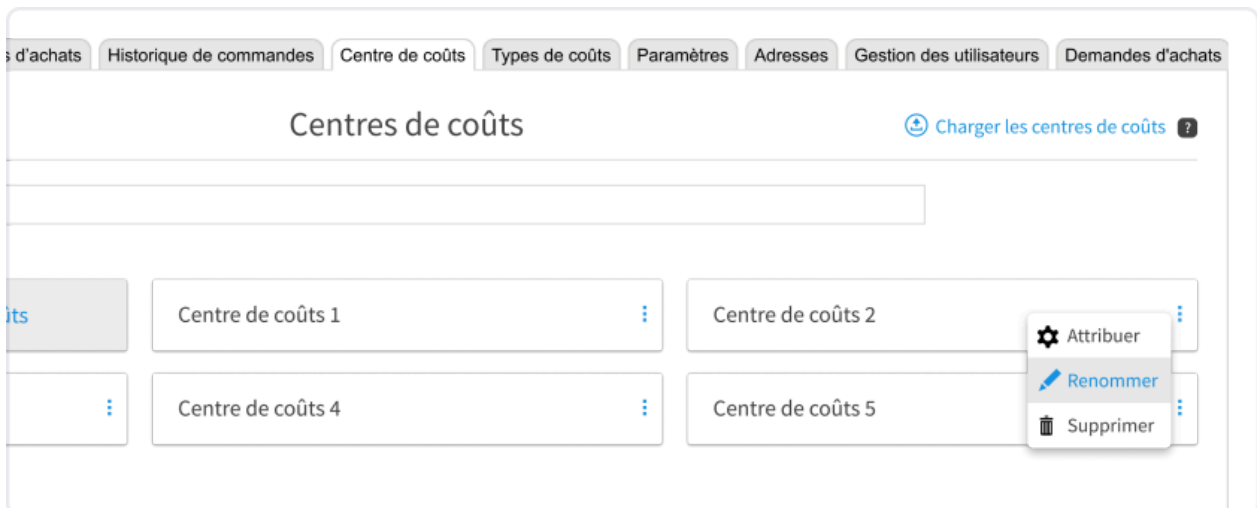 s d'achats Historique de commandes Centre de coûts Types de coûts Paramètres Adresses Gestion des utilisateurs Demandes d'achats
Centres de coûts Charger les centres de coûts ?
ûts Centre de coûts 1 Centre de coûts 2
Attribuer
Renommer
Centre de coûts 4 Centre de coûts 5
Supprimer